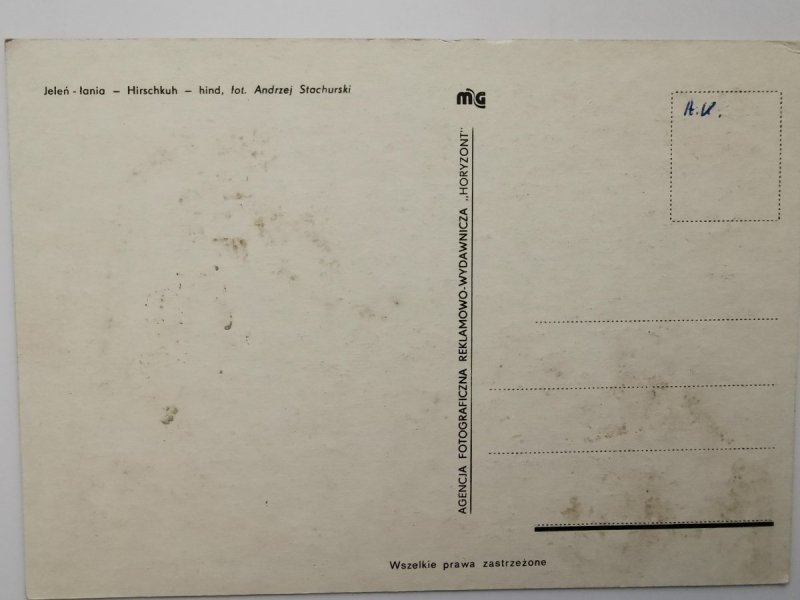 Jeleń - łania – Hirschkuh – hind, fot. Andrzej Stachurski
mG
A.K.
AGENCJA FOTOGRAFICZNA REKLAMOWO-WYDAWNICZA „HORYZONT"
Wszelkie prawa zastrzeżone